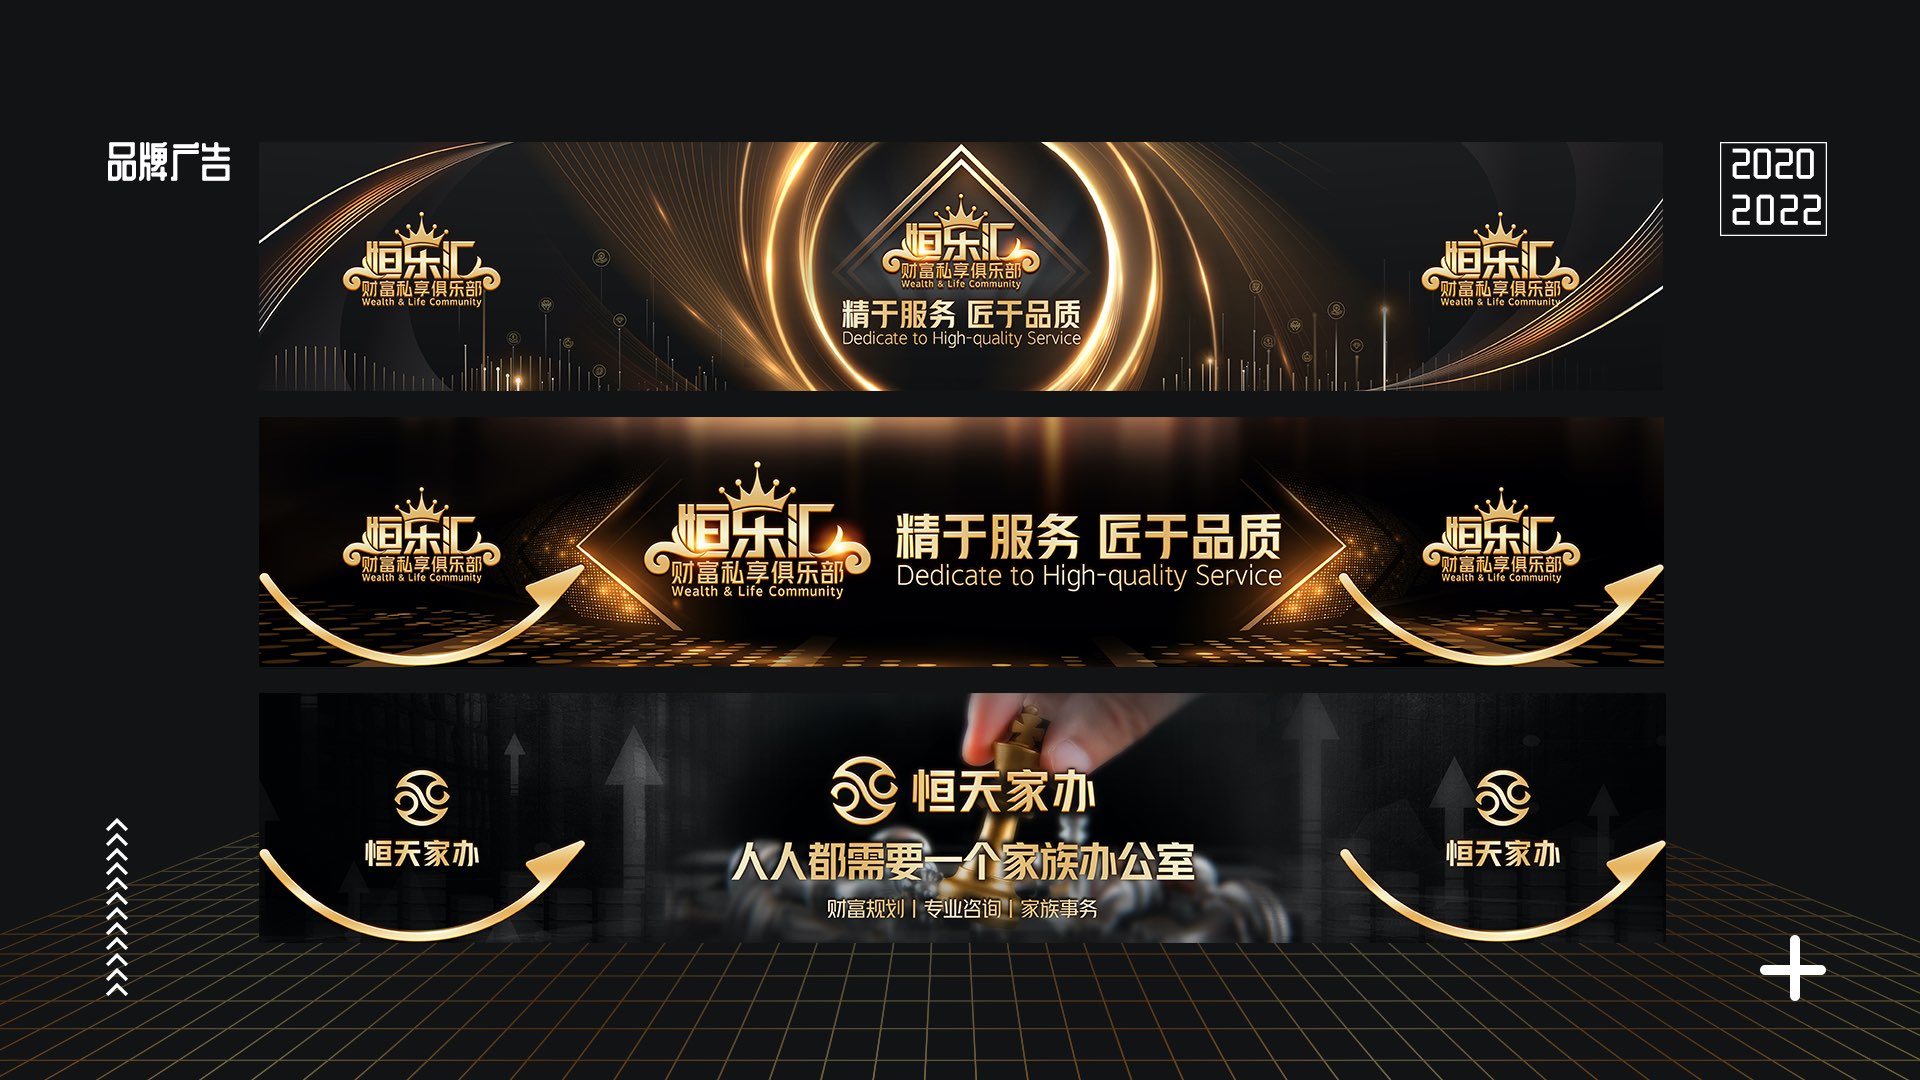 品牌广告
2020
2022
恒乐汇
财富私享俱乐部
Wealth & Life Community
恒乐汇
财富私享俱乐部
Wealth & Life Community
精于服务 匠于品质
Dedicate to High-quality Service
恒乐汇
财富私享俱乐部
Wealth & Life Community
恒乐汇
财富私享俱乐部
Wealth & Life Community
恒乐汇
财富私享俱乐部
Wealth & Life Community
精于服务 匠于品质
Dedicate to High-quality Service
恒乐汇
财富私享俱乐部
Wealth & Life Community
恒天家办
恒天家办
人人都需要一个家族办公室
财富规划 | 专业咨询 | 家族事务
恒天家办